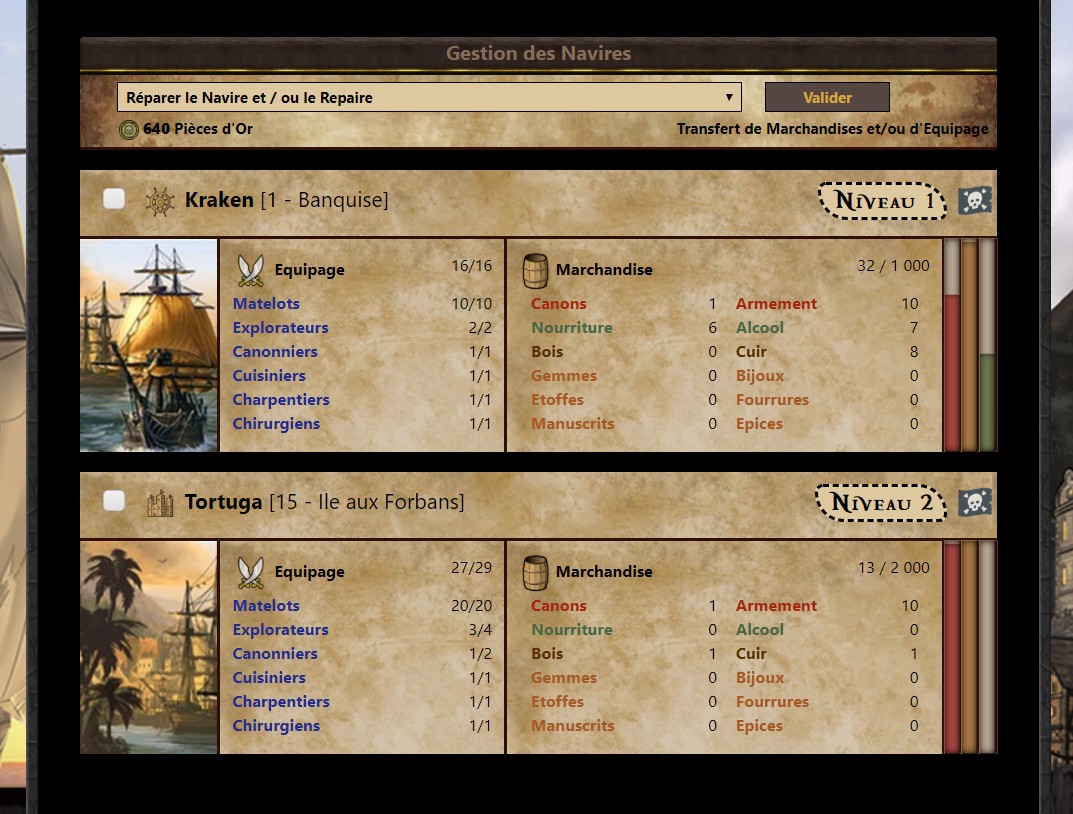 Gestion des Navires
Réparer le Navire et / ou le Repaire ▼ Valider
640 Pièces d'Or Transfert de Marchandises et/ou d'Equipage
Kraken [1 - Banquise] Niveau 1
Equipage 16/16 Marchandise 32 / 1 000
Matelots 10/10 Canons 1 Armement 10
Explorateurs 2/2 Nourriture 6 Alcool 7
Canonniers 1/1 Bois 0 Cuir 8
Cuisiniers 1/1 Gemmes 0 Bijoux 0
Charpentiers 1/1 Etoffes 0 Fourrures 0
Chirurgiens 1/1 Manuscrits 0 Epices 0
Tortuga [15 - Ile aux Forbans] Niveau 2
Equipage 27/29 Marchandise 13 / 2 000
Matelots 20/20 Canons 1 Armement 10
Explorateurs 3/4 Nourriture 0 Alcool 0
Canonniers 1/2 Bois 1 Cuir 1
Cuisiniers 1/1 Gemmes 0 Bijoux 0
Charpentiers 1/1 Etoffes 0 Fourrures 0
Chirurgiens 1/1 Manuscrits 0 Epices 0